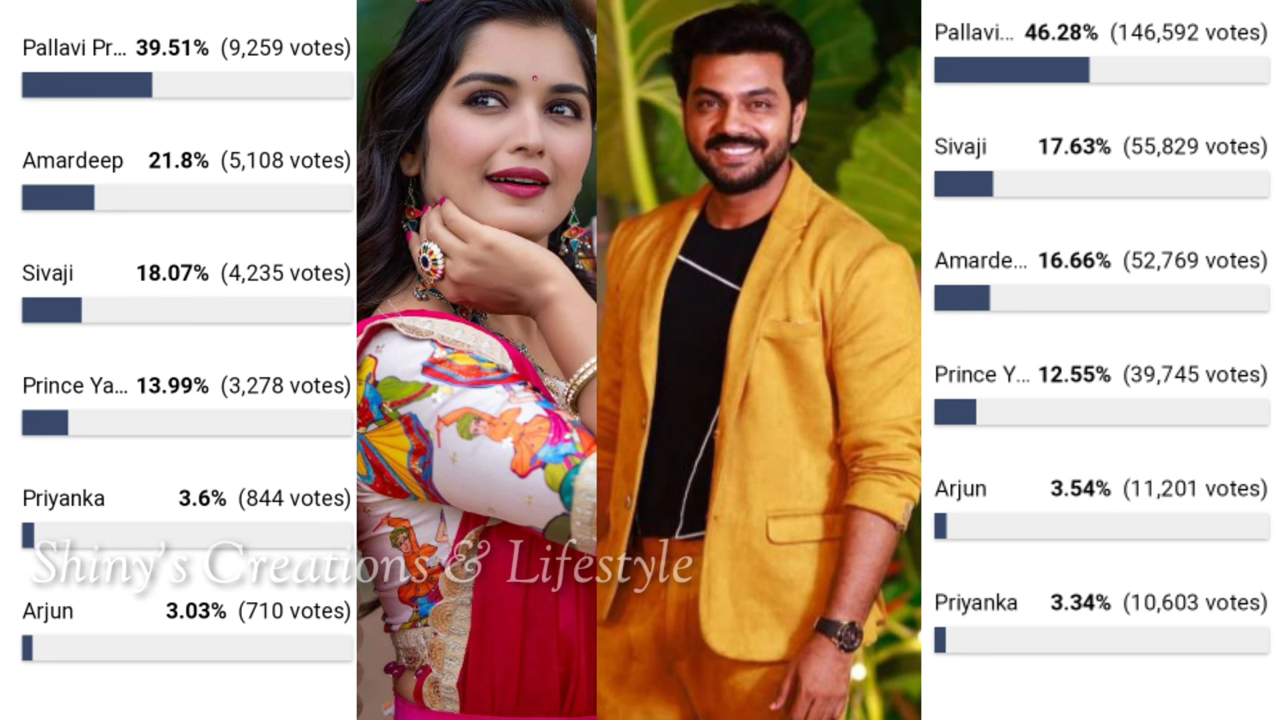 Pallavi Pr... 39.51% (9,259 votes)
Amardeep 21.8% (5,108 votes)
Sivaji 18.07% (4,235 votes)
Prince Ya... 13.99% (3,278 votes)
Priyanka 3.6% (844 votes)
Arjun 3.03% (710 votes)
Shiny's Creations & Lifestyle
Pallavi... 46.28% (146,592 votes)
Sivaji 17.63% (55,829 votes)
Amarde... 16.66% (52,769 votes)
Prince Y... 12.55% (39,745 votes)
Arjun 3.54% (11,201 votes)
Priyanka 3.34% (10,603 votes)